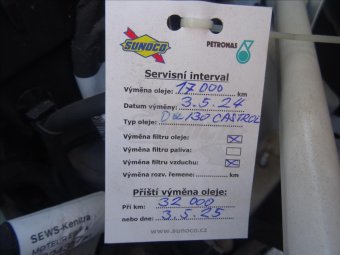 SUNOCO
PETRONAS
Servisní interval
Výměna oleje: 17 000 km
Datum výměny: 3.5.24
Typ oleje: 130 CASTROL
Výměna filtru oleje:
Výměna filtru paliva:
Výměna filtru vzduchu:
Výměna rozv. řemene: km
Příští výměna oleje:
Při km: 32 000
nebo dne: 3.5.25
www.sunoco.cz
SEWS-Kenitra
MOTEUR